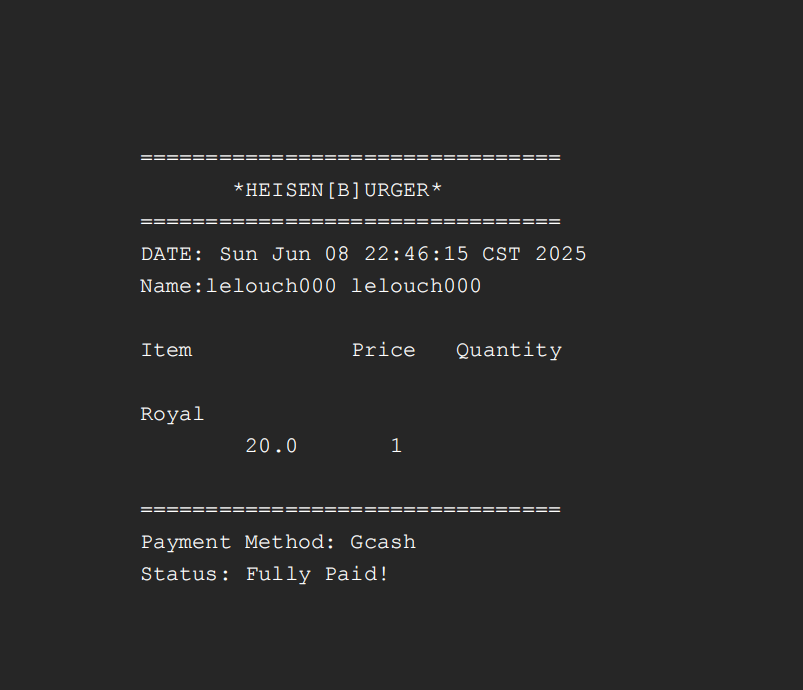 ================================
*HEISEN[B]URGER*
================================
DATE: Sun Jun 08 22:46:15 CST 2025
Name:lelouch000 lelouch000
Item Price Quantity
Royal
20.0 1
================================
Payment Method: Gcash
Status: Fully Paid!